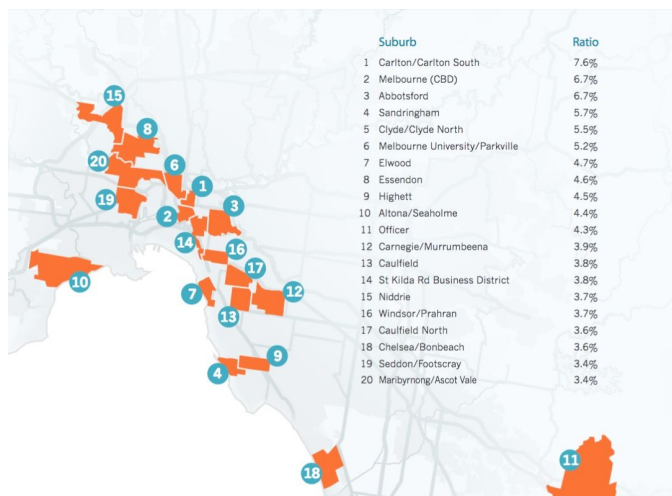 Suburb Ratio
1 Carlton/Carlton South 7.6%
2 Melbourne (CBD) 6.7%
3 Abbotsford 6.7%
4 Sandringham 5.7%
5 Clyde/Clyde North 5.5%
6 Melbourne University/Parkville 5.2%
7 Elwood 4.7%
8 Essendon 4.6%
9 Highett 4.5%
10 Altona/Seaholme 4.4%
11 Officer 4.3%
12 Carnegie/Murrumbeena 3.9%
13 Caulfield 3.8%
14 St Kilda Rd Business District 3.8%
15 Niddrie 3.7%
16 Windsor/Prahran 3.7%
17 Caulfield North 3.6%
18 Chelsea/Bonbeach 3.6%
19 Seddon/Footscray 3.4%
20 Maribyrnong/Ascot Vale 3.4%
15
8
20
6
1
19
3
2
14
16
17
10
7
12
13
9
4
11
18